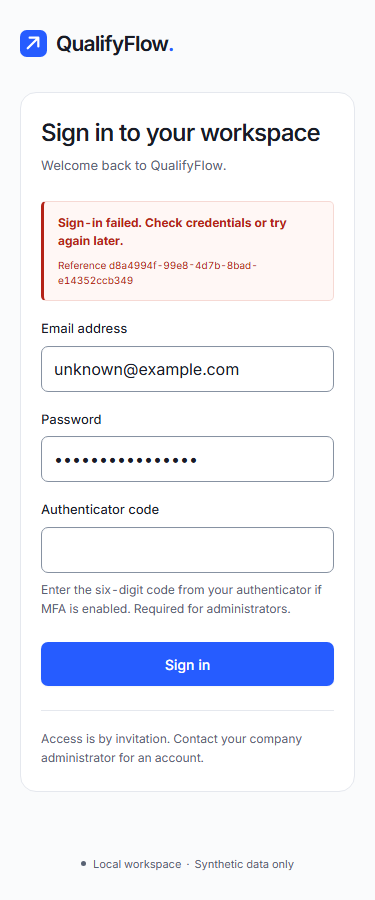 QualifyFlow.
Sign in to your workspace
Welcome back to QualifyFlow.
Sign-in failed. Check credentials or try
again later.
Reference d8a4994f-99e8-4d7b-8bad-
e14352ccb349
Email address
unknown@example.com
Password
••••••••••••••••
Authenticator code
Enter the six-digit code from your authenticator if
MFA is enabled. Required for administrators.
Sign in
Access is by invitation. Contact your company
administrator for an account.
Local workspace · Synthetic data only